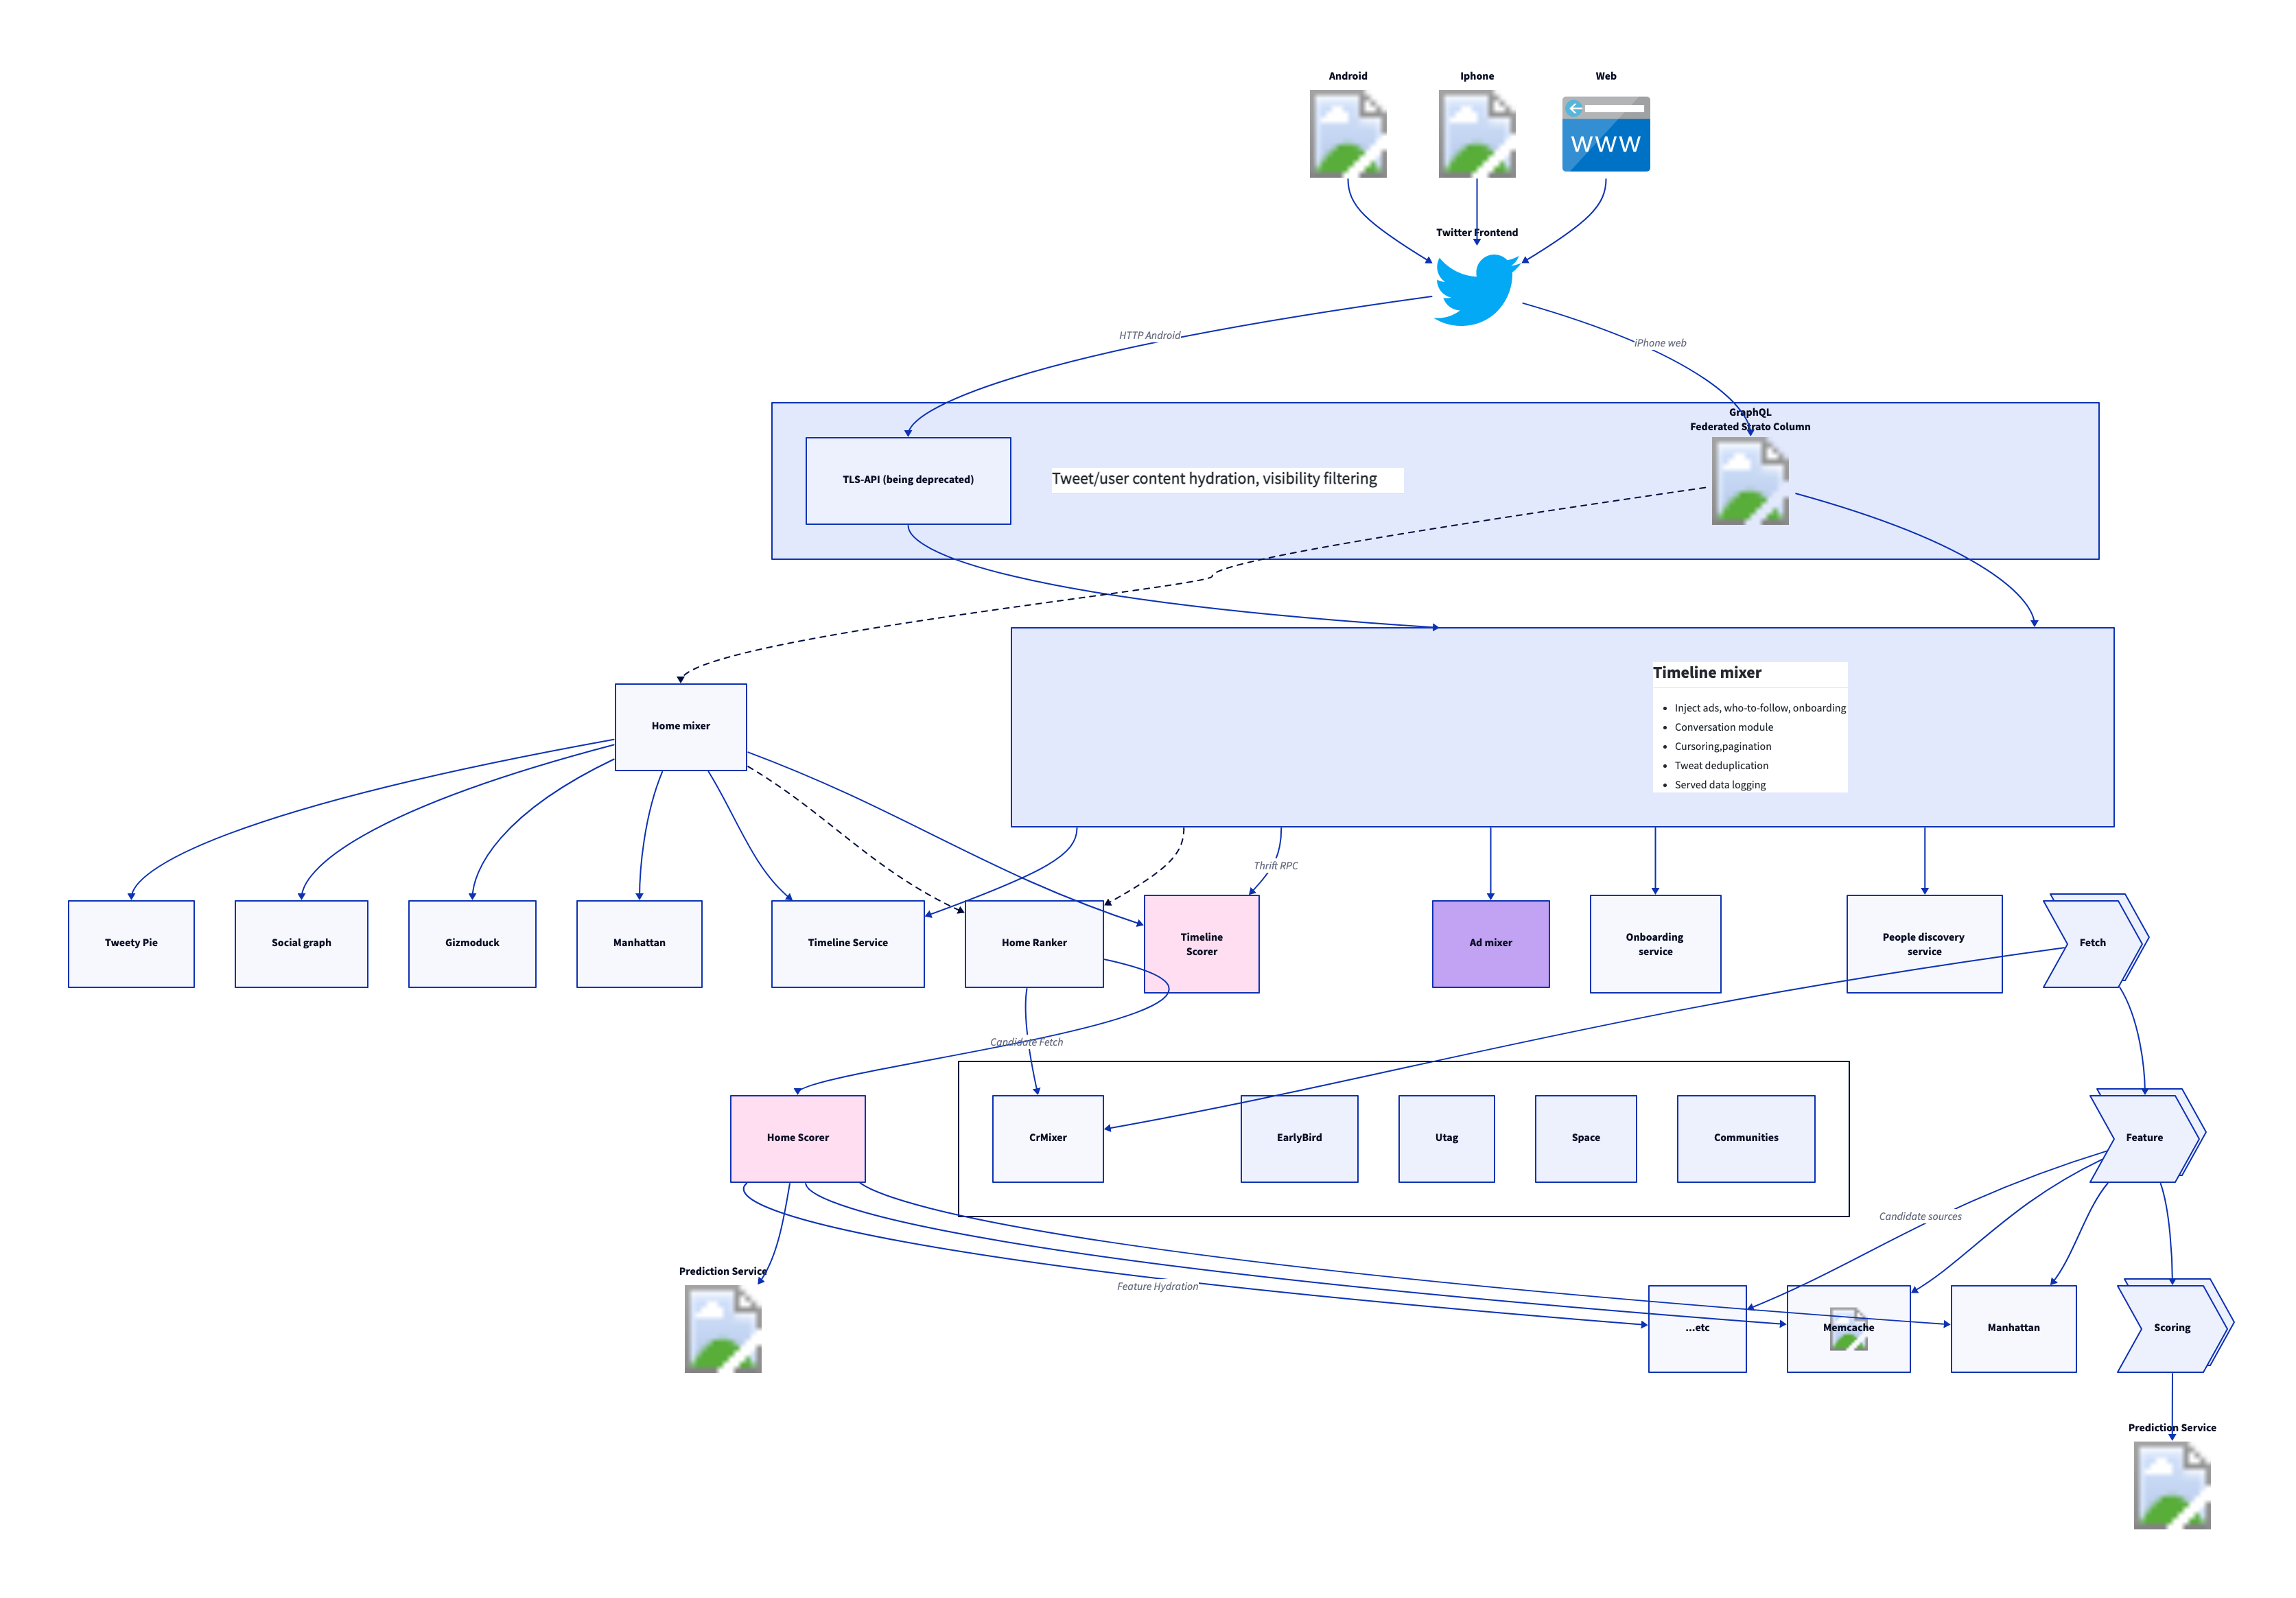 Android
Iphone
Web
WWW
Twitter Frontend
HTTP Android
iPhone web
GraphQL
Federated Strato Column
TLS-API (being deprecated)
Tweet/user content hydration, visibility filtering
Timeline mixer
Inject ads, who-to-follow, onboarding
Conversation module
Cursoring,pagination
Tweat deduplication
Served data logging
Home mixer
Thrift RPC
Tweety Pie
Social graph
Gizmoduck
Manhattan
Timeline Service
Home Ranker
Timeline
Scorer
Ad mixer
Onboarding
service
People discovery
service
Fetch
Candidate Fetch
Home Scorer
CrMixer
EarlyBird
Utag
Space
Communities
Feature
Candidate sources
Prediction Service
Feature Hydration
...etc
Memcache
Manhattan
Scoring
Prediction Service